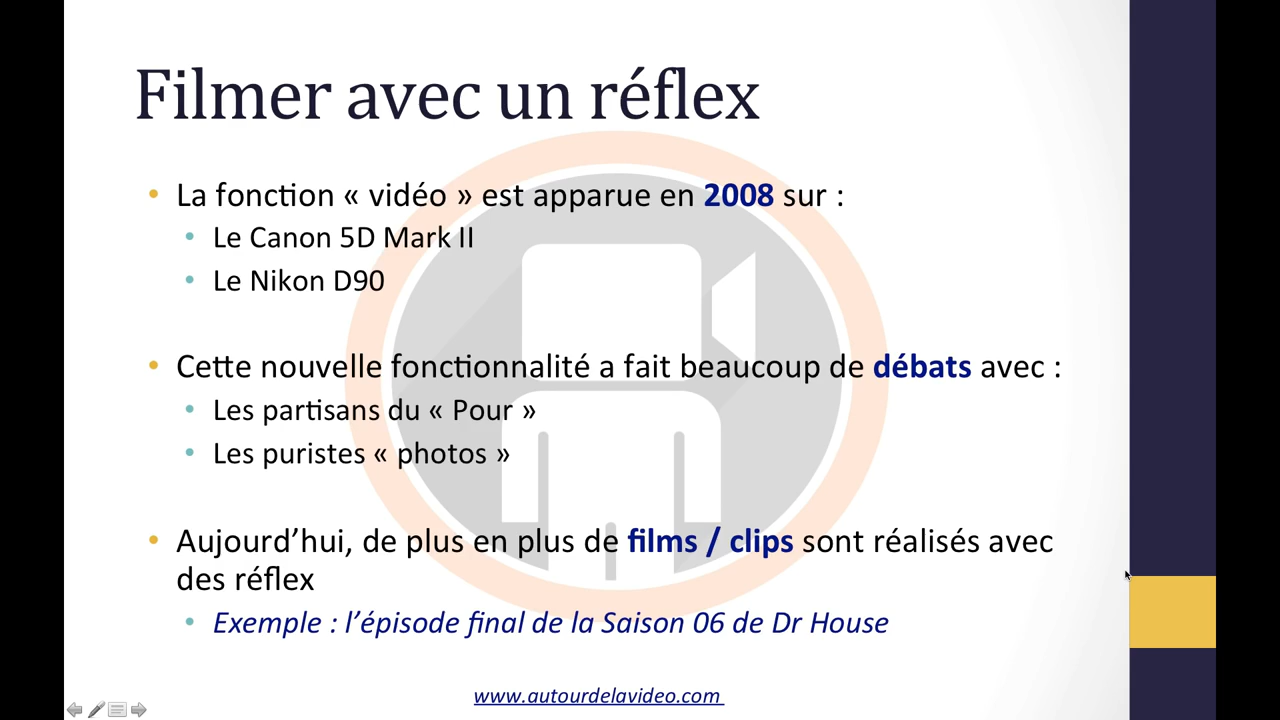 Filmer avec un réflex
• La fonction « vidéo » est apparue en 2008 sur :
• Le Canon 5D Mark II
• Le Nikon D90
• Cette nouvelle fonctionnalité a fait beaucoup de débats avec :
• Les partisans du « Pour »
• Les puristes « photos »
• Aujourd’hui, de plus en plus de films / clips sont réalisés avec
des réflex
• Exemple : l’épisode final de la Saison 06 de Dr House
www.autourdelavideo.com